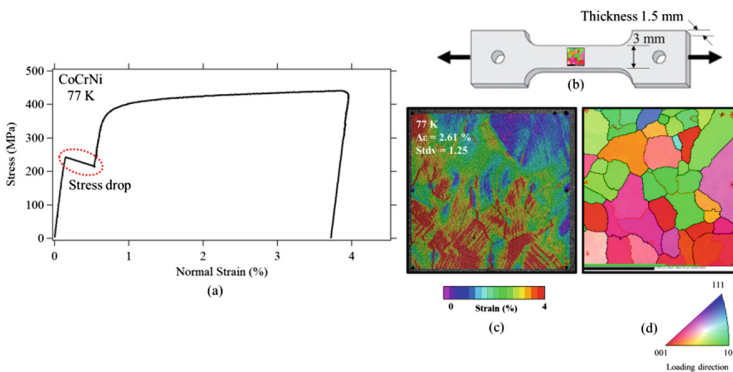 Thickness 1.5 mm
3 mm
(b)
CoCrNi
77 K
Stress drop
Stress (MPa)
500
400
300
200
100
0
0
1
2
3
4
Normal Strain (%)
(a)
77 K
Δε = 2.61 %
Stdv = 1.25
0
4
Strain (%)
(c)
(d)
111
001
10
Loading direction